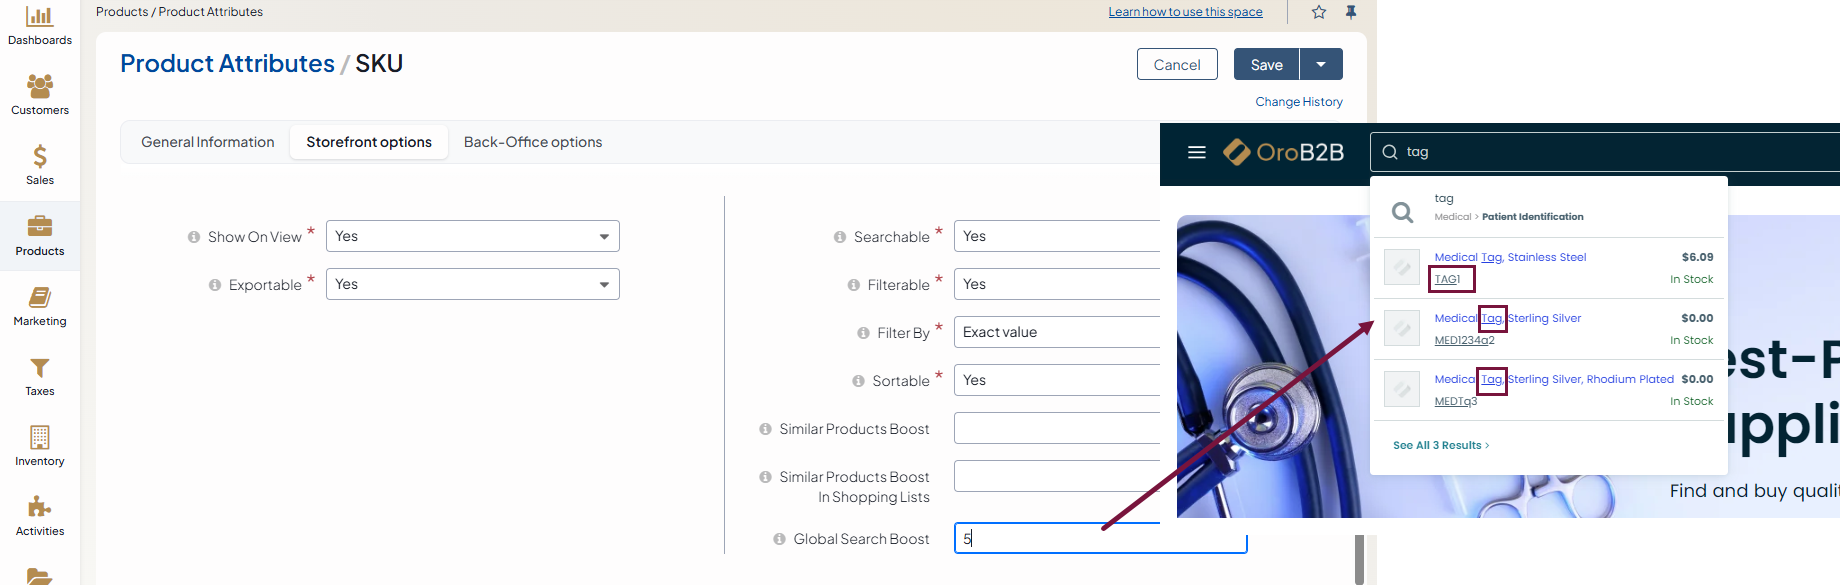 Products / Product Attributes
Learn how to use this space
Dashboards
Customers
Sales
Products
Marketing
Taxes
Inventory
Activities
Product Attributes / SKU
Cancel
Save
Change History
General Information
Storefront options
Back-Office options
Show On View *
Yes
Exportable *
Yes
Searchable *
Yes
Filterable *
Yes
Filter By *
Exact value
Sortable *
Yes
Similar Products Boost
Similar Products Boost
In Shopping Lists
Global Search Boost
5
OroB2B
tag
tag
Medical > Patient Identification
Medical Tag, Stainless Steel
$6.09
TAG1
In Stock
Medical Tag, Sterling Silver
$0.00
MED1234a2
In Stock
Medical Tag, Sterling Silver, Rhodium Plated
$0.00
MEDTq3
In Stock
See All 3 Results >
est-P
uppli
Find and buy qualit